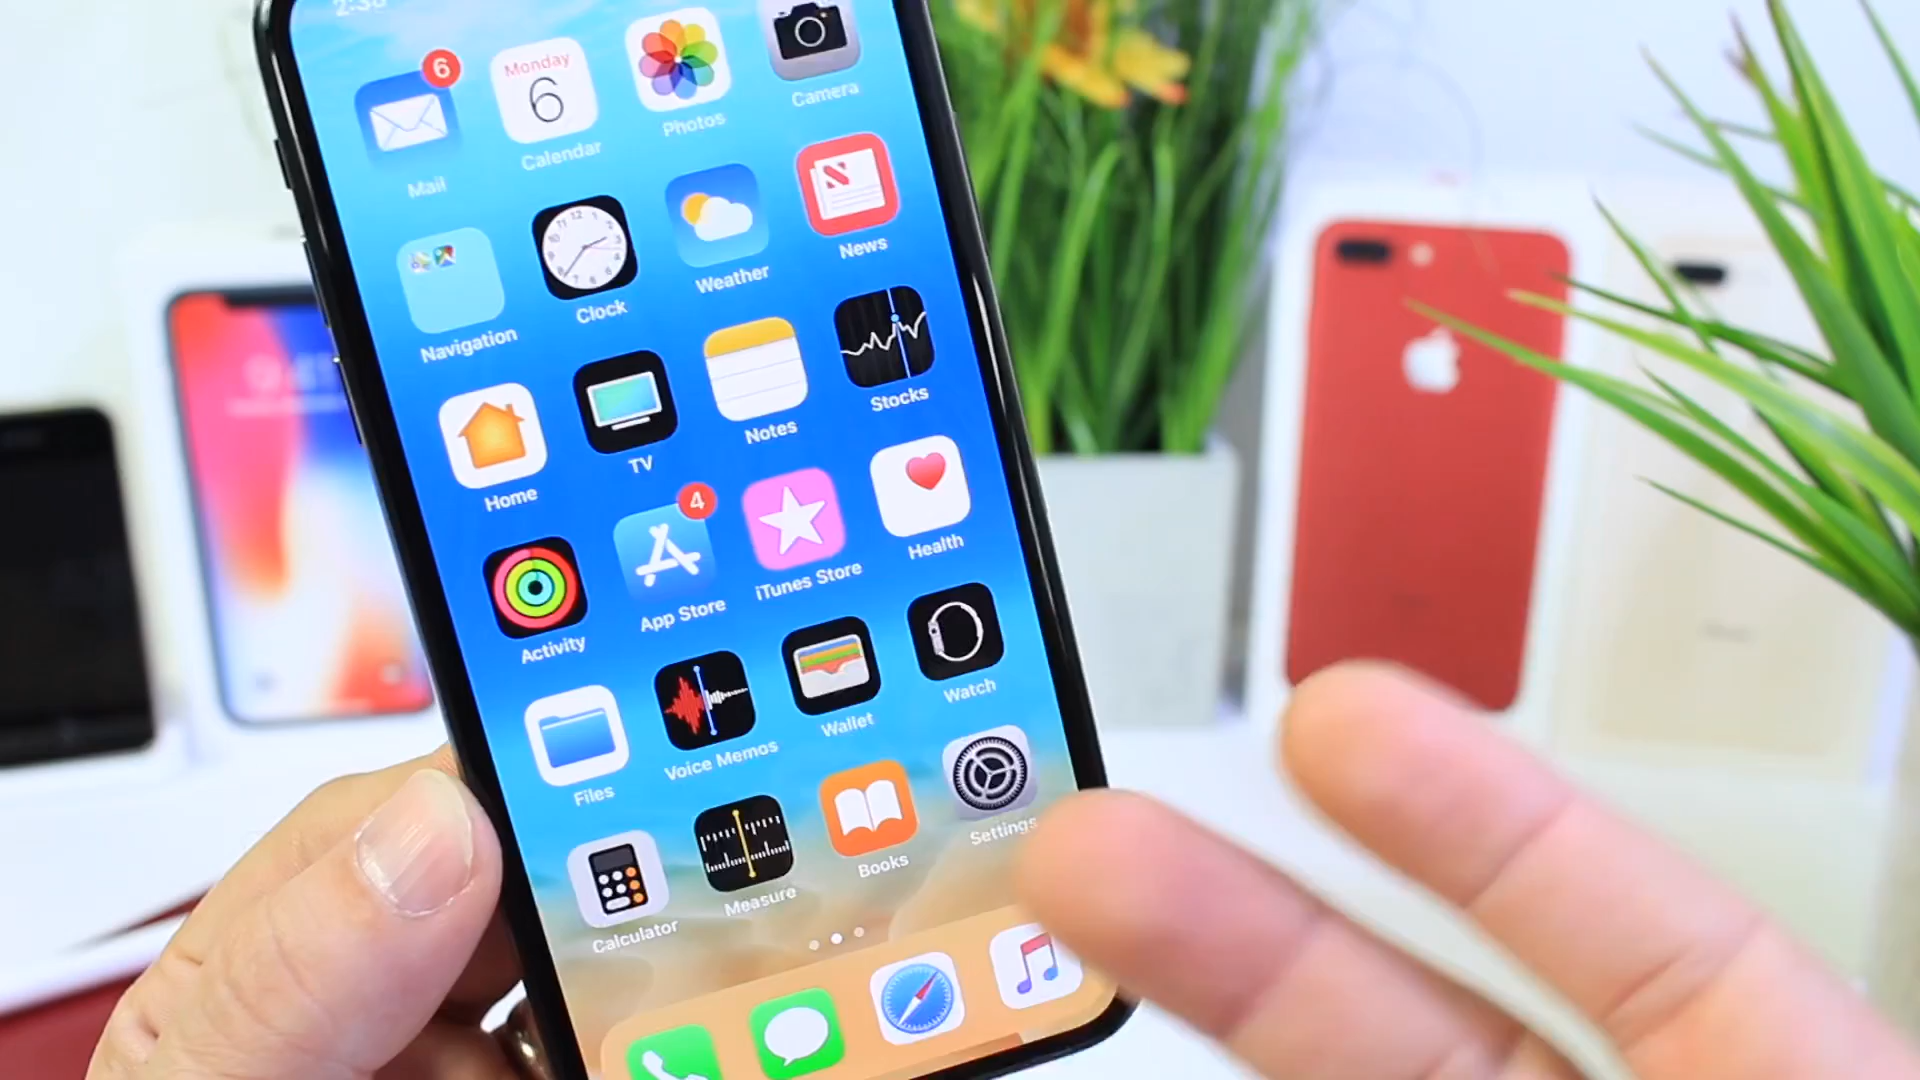 6
Monday
6
Mail
Calendar
Photos
Camera
Navigation
Clock
Weather
News
Home
TV
Notes
Stocks
4
Activity
App Store
iTunes Store
Health
Files
Voice Memos
Wallet
Watch
Calculator
Measure
Books
Settings